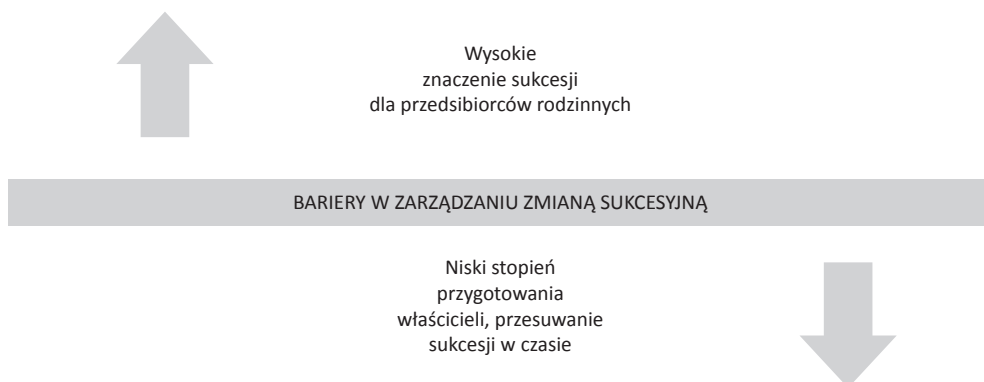 Wysokie
znaczenie sukcesji
dla przedsibiorców rodzinnych
BARIERY W ZARZĄDZANIU ZMIANĄ SUKCESYJNĄ
Niski stopień
przygotowania
właścicieli, przesuwanie
sukcesji w czasie